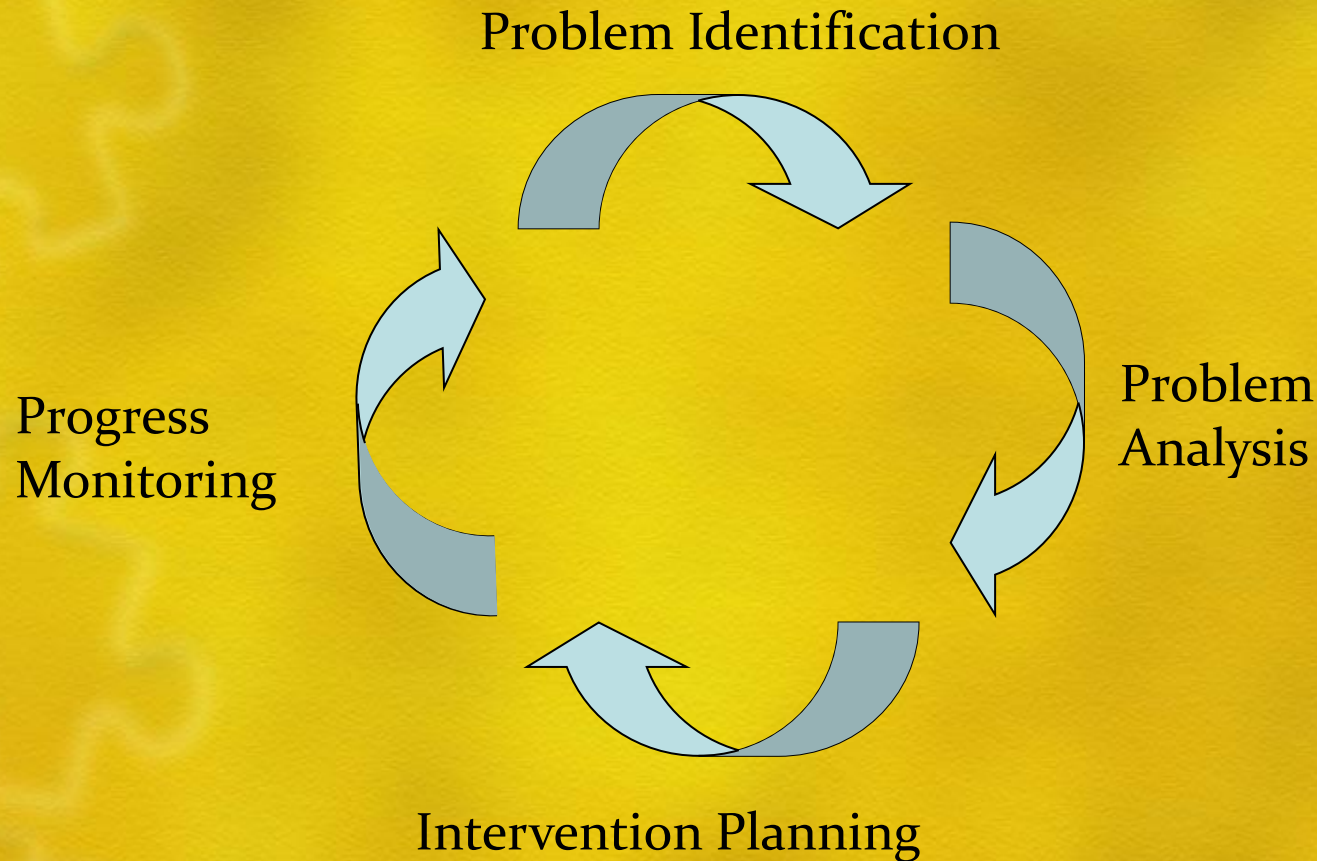 Problem Identification
Problem
Analysis
Progress
Monitoring
Intervention Planning